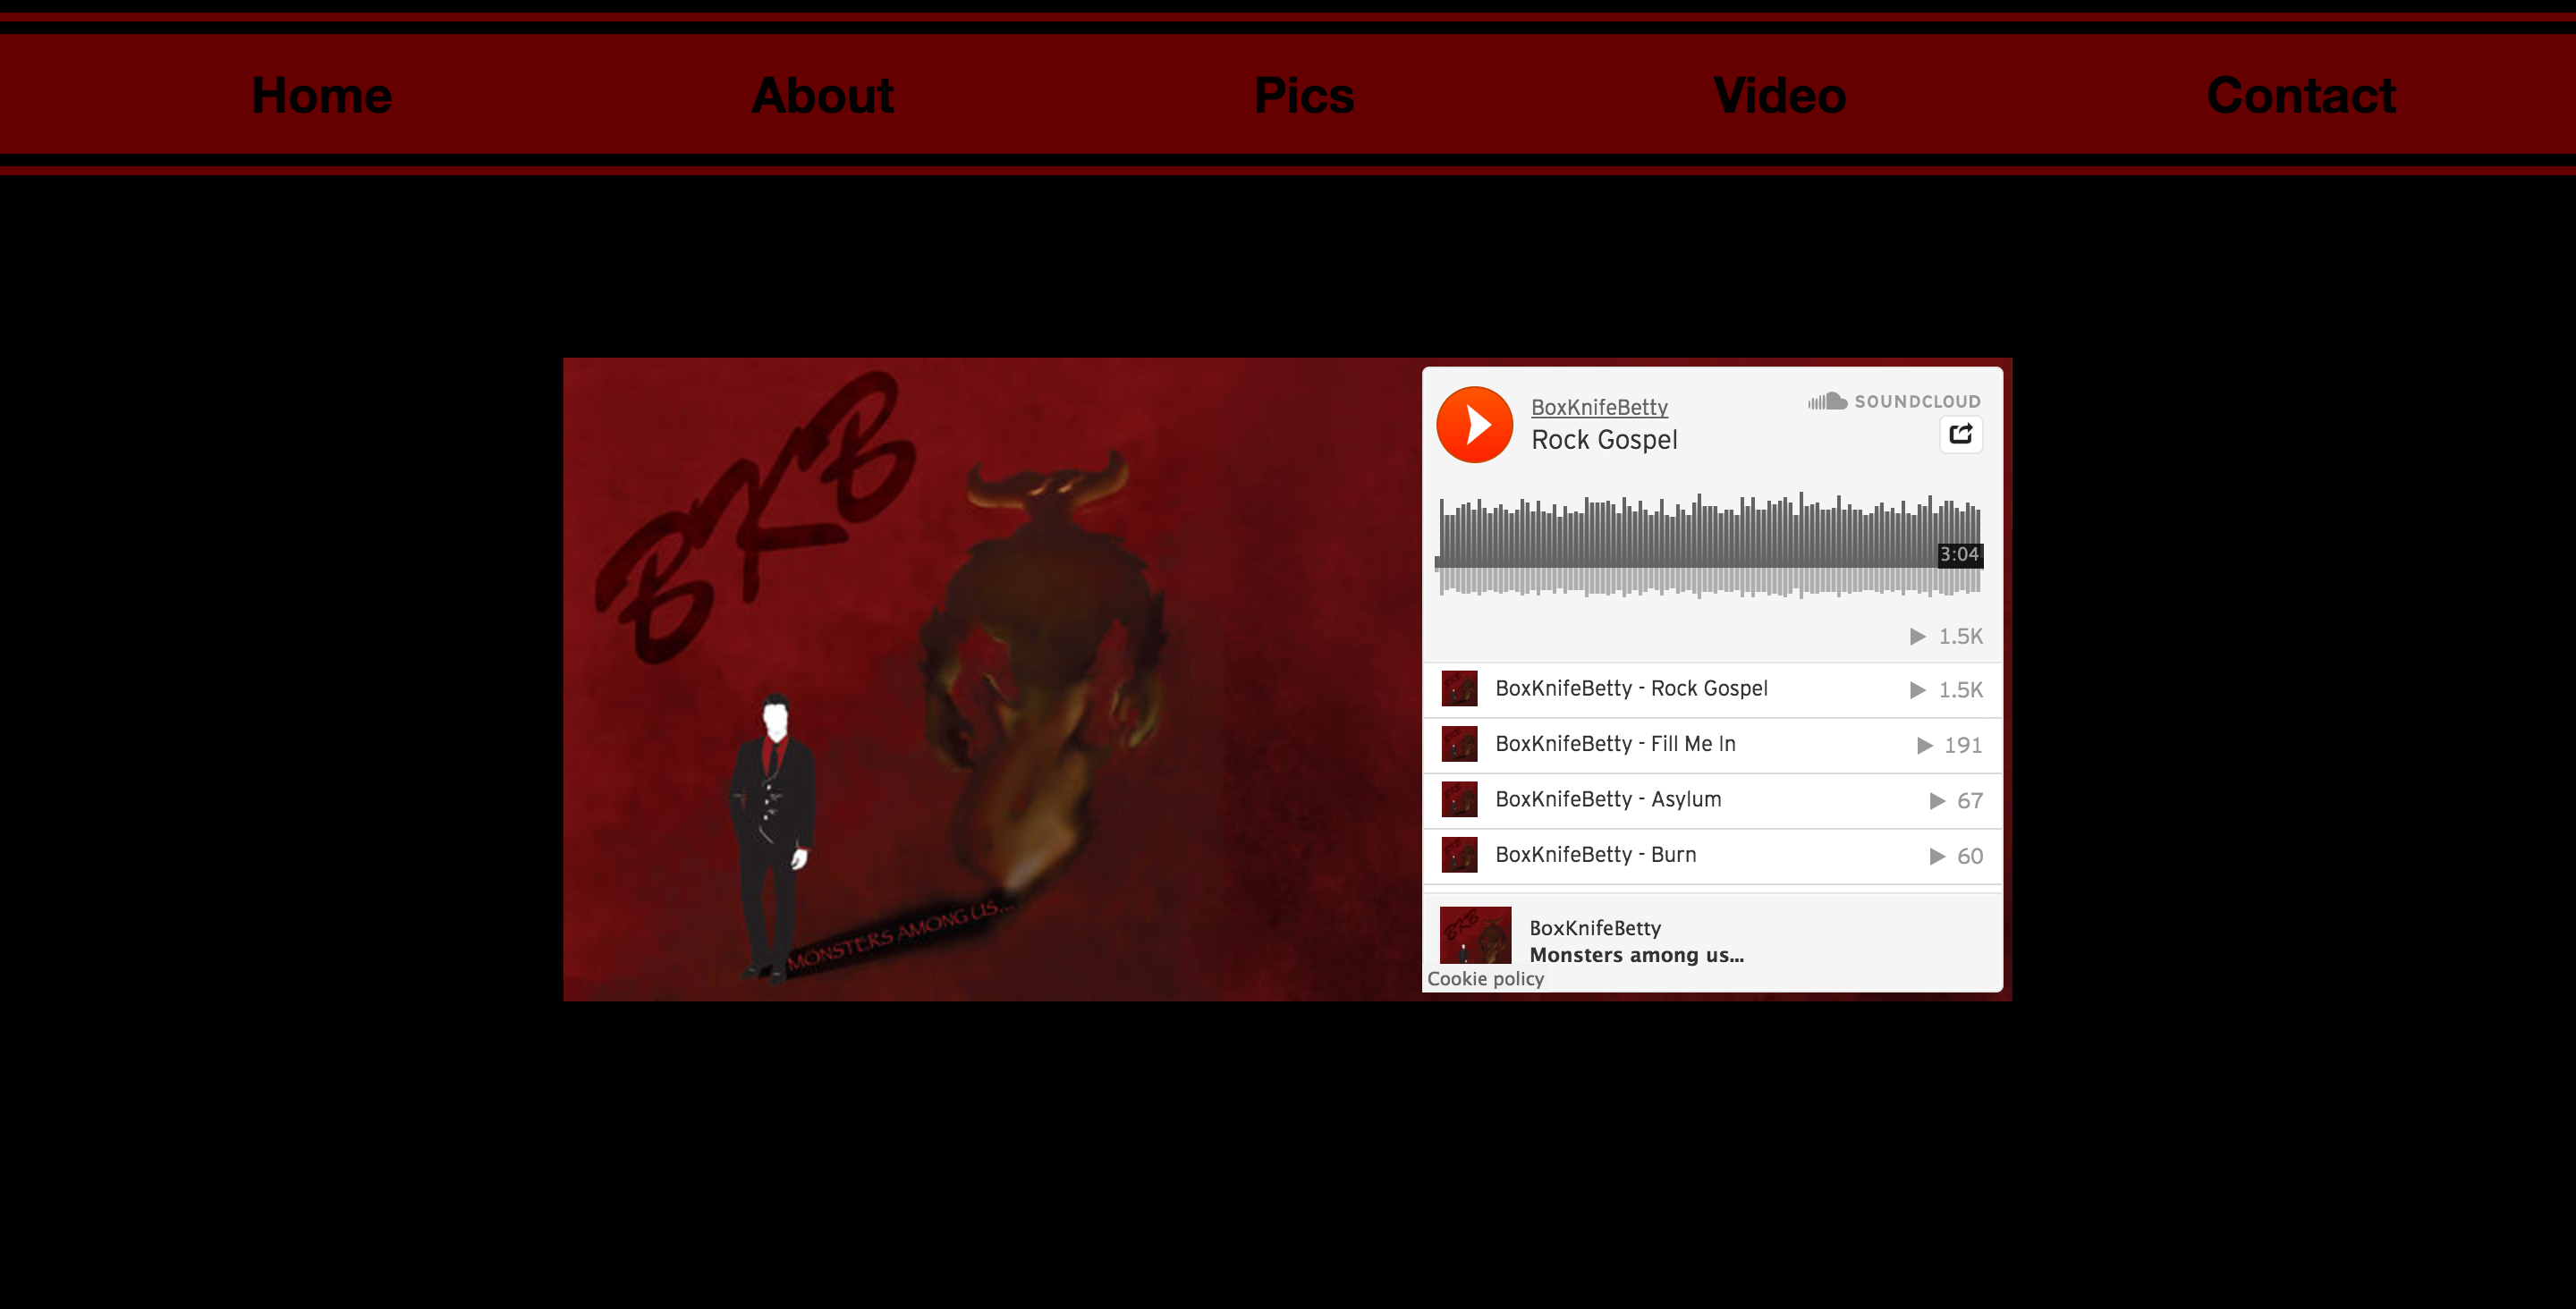 Home About Pics Video Contact
BKB
MONSTERS AMONG US...
BoxKnifeBetty
Rock Gospel
SOUNDCLOUD
3:04
1.5K
BoxKnifeBetty - Rock Gospel 1.5K
BoxKnifeBetty - Fill Me In 191
BoxKnifeBetty - Asylum 67
BoxKnifeBetty - Burn 60
BKB
BoxKnifeBetty
Monsters among us...
Cookie policy